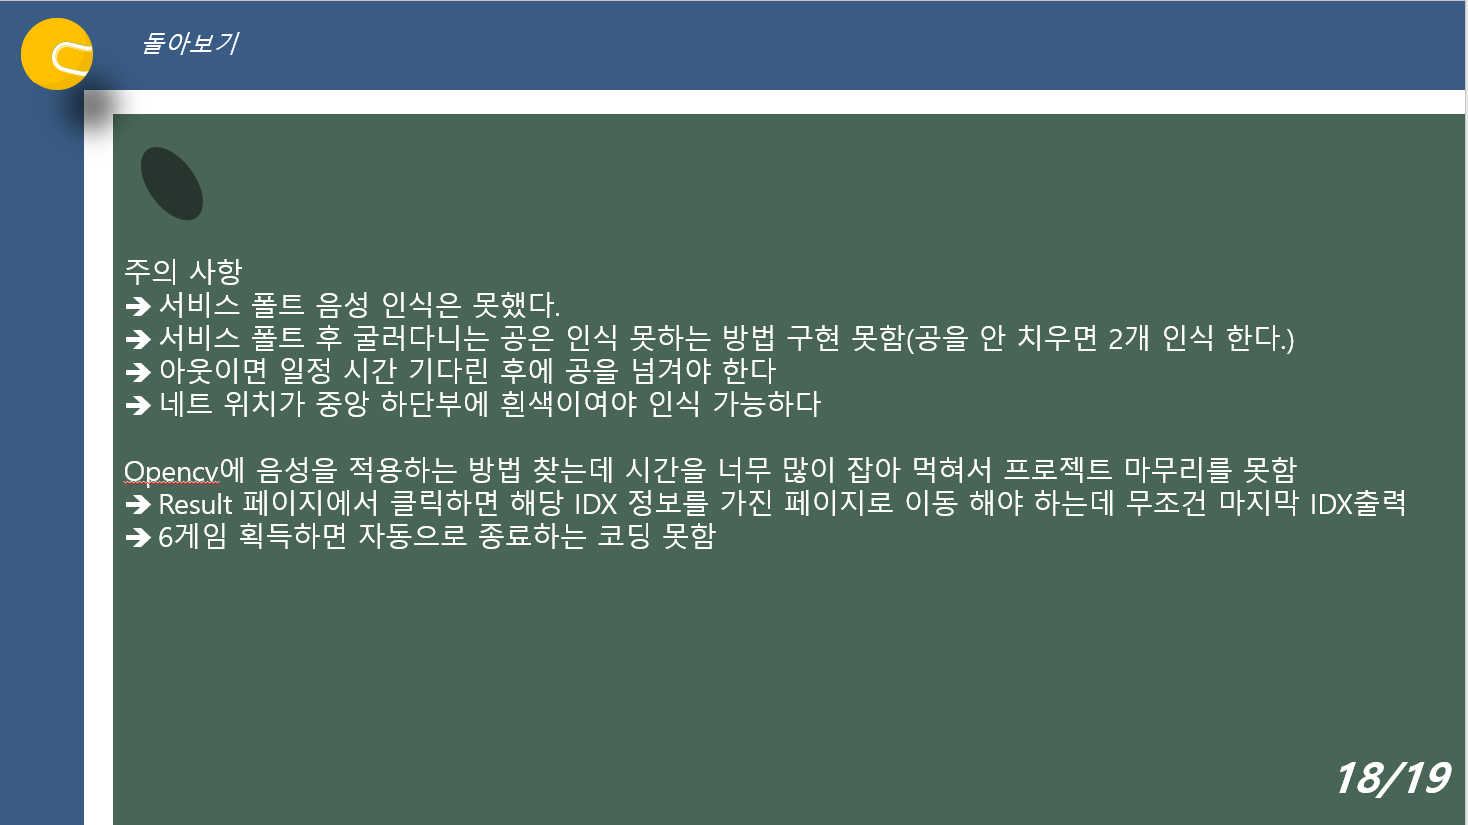 돌아보기
주의 사항
➔ 서비스 폴트 음성 인식은 못했다.
➔ 서비스 폴트 후 굴러다니는 공은 인식 못하는 방법 구현 못함(공을 안 치우면 2개 인식 한다.)
➔ 아웃이면 일정 시간 기다린 후에 공을 넘겨야 한다
➔ 네트 위치가 중앙 하단부에 흰색이여야 인식 가능하다
Opencv에 음성을 적용하는 방법 찾는데 시간을 너무 많이 잡아 먹혀서 프로젝트 마무리를 못함
➔ Result 페이지에서 클릭하면 해당 IDX 정보를 가진 페이지로 이동 해야 하는데 무조건 마지막 IDX출력
➔ 6게임 획득하면 자동으로 종료하는 코딩 못함
18/19